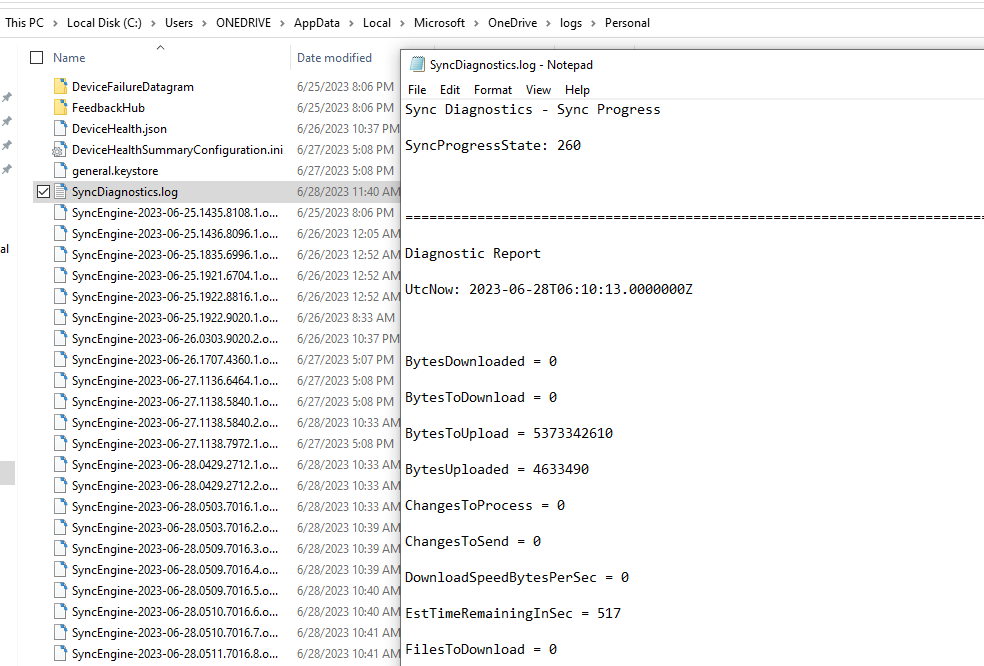 This PC > Local Disk (C:) > Users > ONEDRIVE > AppData > Local > Microsoft > OneDrive > logs > Personal
Name Date modified
DeviceFailureDatagram 6/25/2023 8:06 PM
FeedbackHub 6/25/2023 8:06 PM
DeviceHealth.json 6/26/2023 10:37 PM
DeviceHealthSummaryConfiguration.ini 6/27/2023 5:08 PM
general.keystore 6/27/2023 5:08 PM
SyncDiagnostics.log 6/28/2023 11:40 AM
SyncEngine-2023-06-25.1435.8108.1.o... 6/25/2023 8:06 PM
SyncEngine-2023-06-25.1436.8096.1.o... 6/26/2023 12:05 AM
al
SyncEngine-2023-06-25.1835.6996.1.o... 6/26/2023 12:52 AM
SyncEngine-2023-06-25.1921.6704.1.o... 6/26/2023 12:52 AM
SyncEngine-2023-06-25.1922.8816.1.o... 6/26/2023 12:52 AM
SyncEngine-2023-06-25.1922.9020.1.o... 6/26/2023 8:33 AM
SyncEngine-2023-06-26.0303.9020.2.o... 6/26/2023 10:37 PM
SyncEngine-2023-06-26.1707.4360.1.o... 6/27/2023 5:07 PM
SyncEngine-2023-06-27.1136.6464.1.o... 6/27/2023 5:08 PM
SyncEngine-2023-06-27.1138.5840.1.o... 6/27/2023 5:08 PM
SyncEngine-2023-06-27.1138.5840.2.o... 6/28/2023 10:33 AM
SyncEngine-2023-06-27.1138.7972.1.o... 6/27/2023 5:08 PM
SyncEngine-2023-06-28.0429.2712.1.o... 6/28/2023 10:33 AM
SyncEngine-2023-06-28.0429.2712.2.o... 6/28/2023 10:33 AM
SyncEngine-2023-06-28.0503.7016.1.o... 6/28/2023 10:33 AM
SyncEngine-2023-06-28.0503.7016.2.o... 6/28/2023 10:39 AM
SyncEngine-2023-06-28.0509.7016.3.o... 6/28/2023 10:39 AM
SyncEngine-2023-06-28.0509.7016.4.o... 6/28/2023 10:39 AM
SyncEngine-2023-06-28.0509.7016.5.o... 6/28/2023 10:40 AM
SyncEngine-2023-06-28.0510.7016.6.o... 6/28/2023 10:40 AM
SyncEngine-2023-06-28.0510.7016.7.o... 6/28/2023 10:41 AM
SyncEngine-2023-06-28.0511.7016.8.o... 6/28/2023 10:41 AM
SyncDiagnostics.log - Notepad
File Edit Format View Help
Sync Diagnostics - Sync Progress
SyncProgressState: 260
========================================================================
Diagnostic Report
UtcNow: 2023-06-28T06:10:13.0000000Z
BytesDownloaded = 0
BytesToDownload = 0
BytesToUpload = 5373342610
BytesUploaded = 4633490
ChangesToProcess = 0
ChangesToSend = 0
DownloadSpeedBytesPerSec = 0
EstTimeRemainingInSec = 517
FilesToDownload = 0